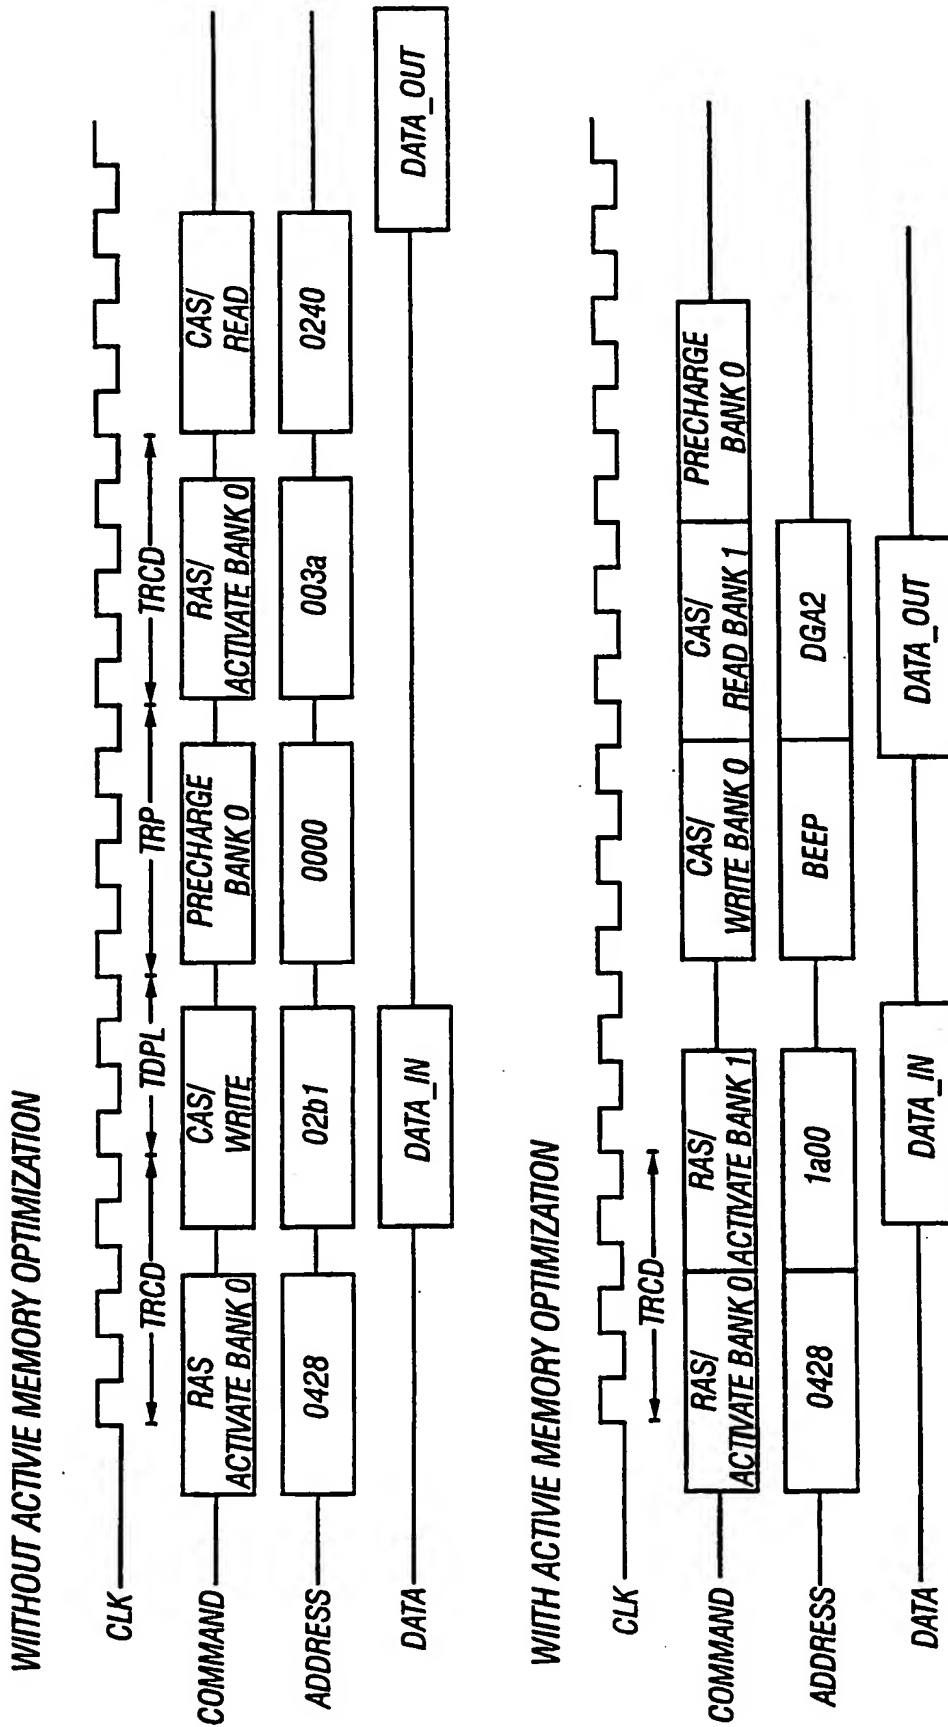 WITHOUT ACTIVIE MEMORY OPTIMIZATION
CLK
TRCD TDPL TRP TRCD
COMMAND
RAS
ACTIVATE BANK 0
CAS/
WRITE
PRECHARGE
BANK 0
RAS/
ACTIVATE BANK 0
CAS/
READ
ADDRESS
0428 02b1 0000 003a 0240
DATA
DATA_IN DATA_OUT
WITH ACTIVIE MEMORY OPTIMIZATION
CLK
TRCD
COMMAND
RAS/
ACTIVATE BANK 0
RAS/
ACTIVATE BANK 1
CAS/
WRITE BANK 0
CAS/
READ BANK 1
PRECHARGE
BANK 0
ADDRESS
0428 1a00 BEEP DGA2
DATA
DATA_IN DATA_OUT